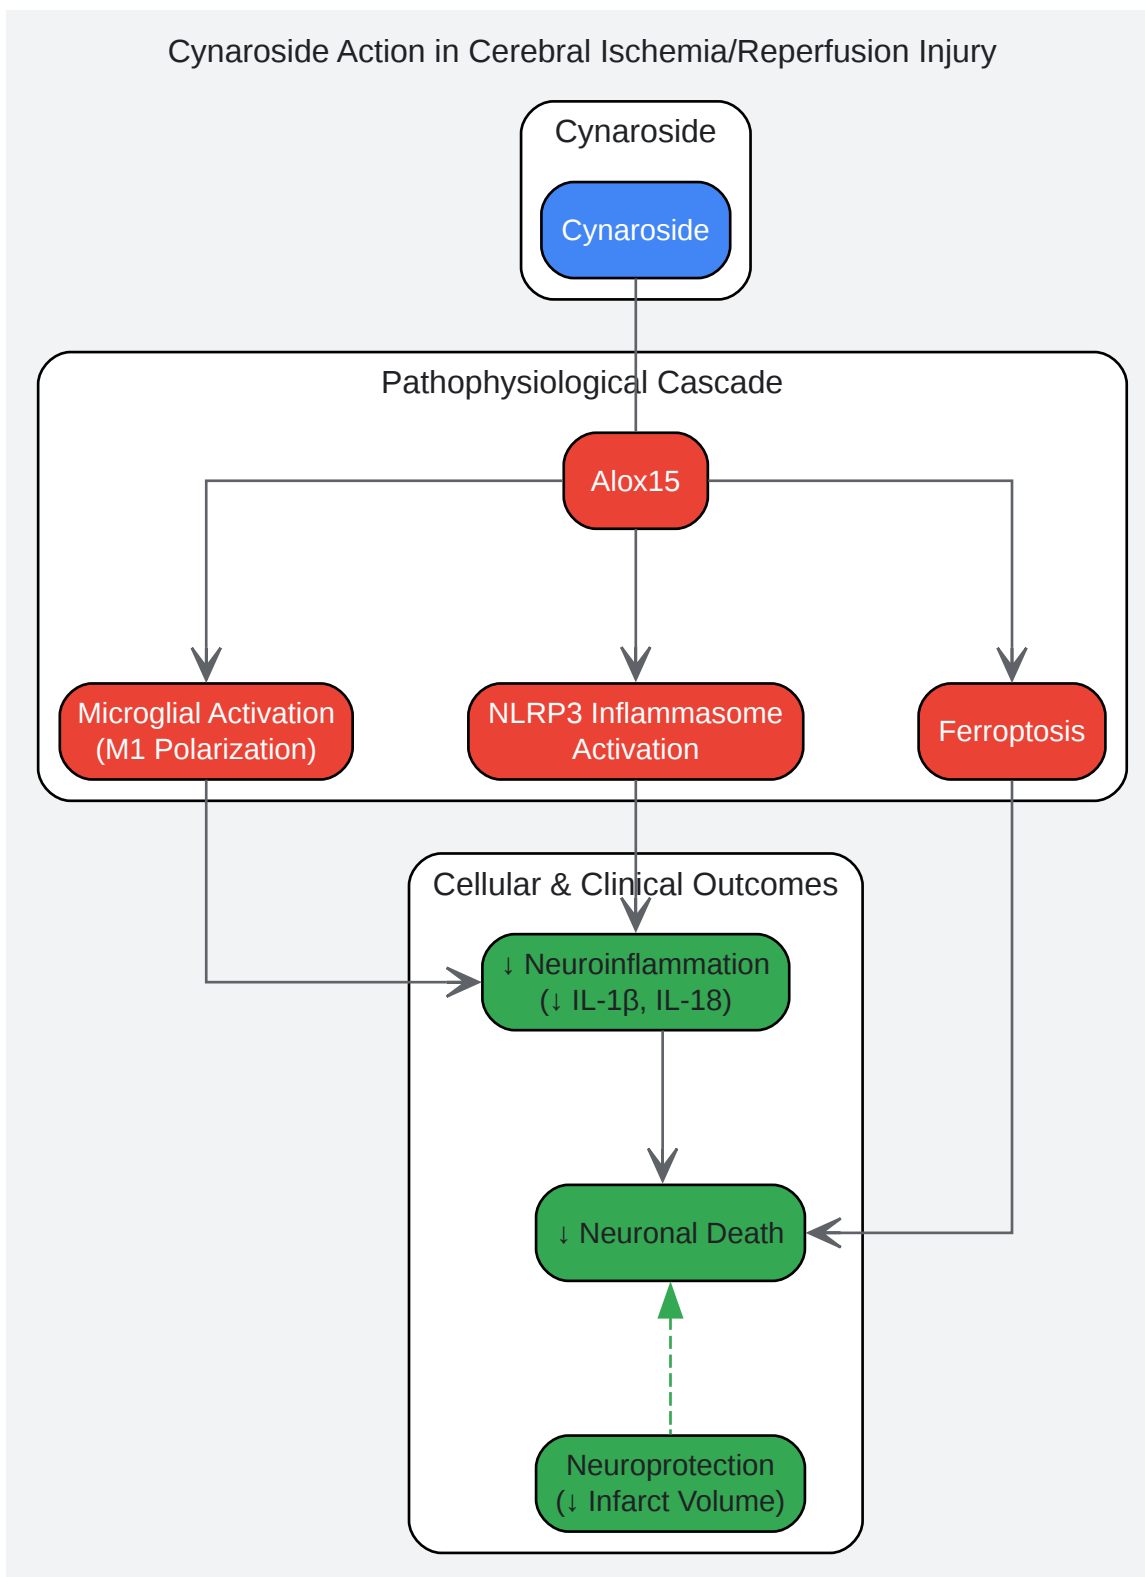 Cynaroside Action in Cerebral Ischemia/Reperfusion Injury
Cynaroside
Cynaroside
Pathophysiological Cascade
Alox15
Microglial Activation
(M1 Polarization)
NLRP3 Inflammasome
Activation
Ferroptosis
Cellular & Clinical Outcomes
↓ Neuroinflammation
(↓ IL-1β, IL-18)
↓ Neuronal Death
Neuroprotection
(↓ Infarct Volume)